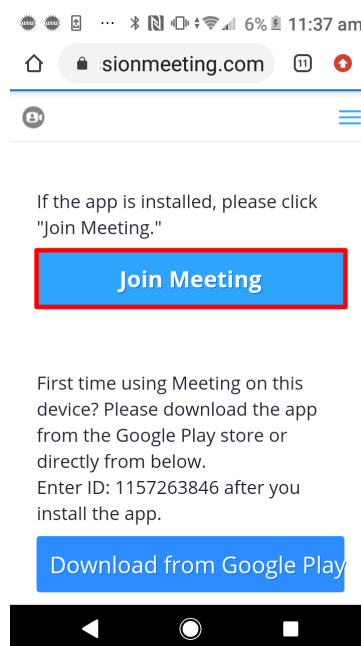 6% 11:37 am
sionmeeting.com 11
If the app is installed, please click
"Join Meeting."
Join Meeting
First time using Meeting on this
device? Please download the app
from the Google Play store or
directly from below.
Enter ID: 1157263846 after you
install the app.
Download from Google Play